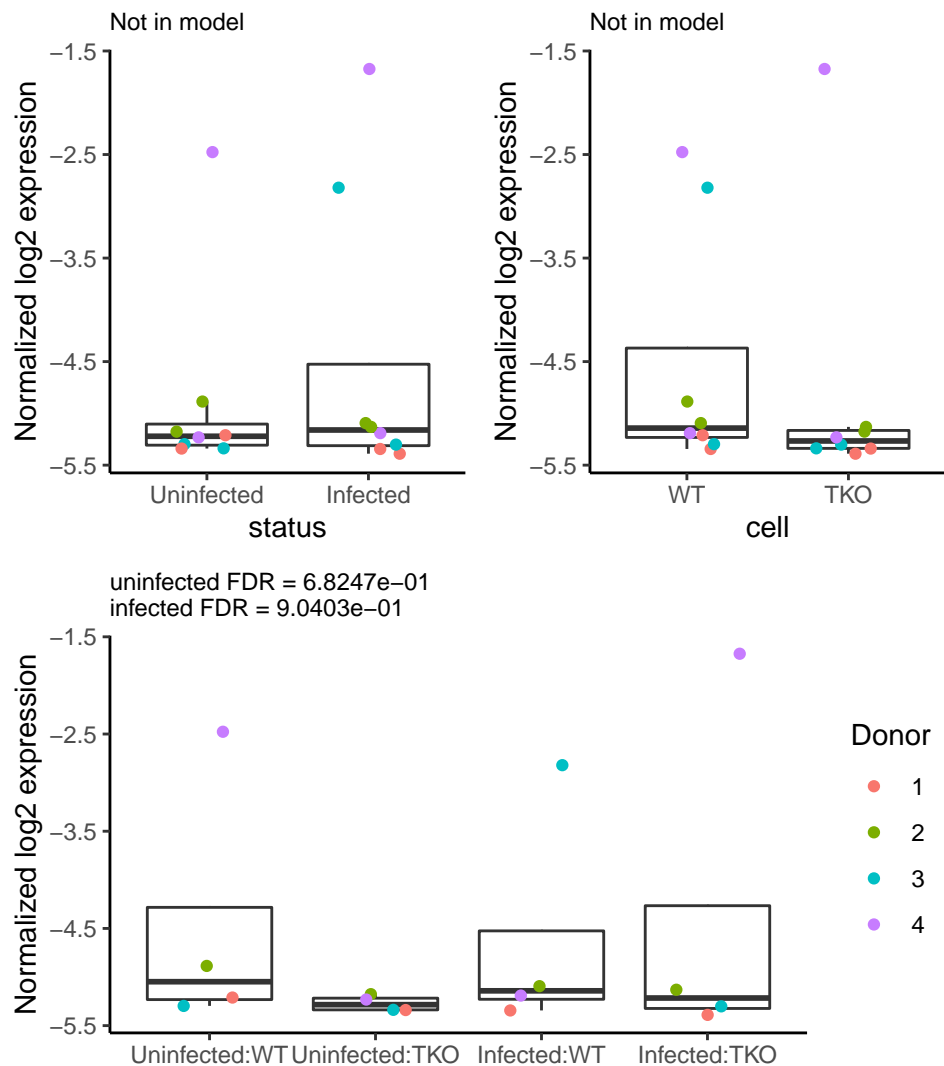 Not in model
Normalized log2 expression
−1.5
−2.5
−3.5
−4.5
−5.5
Uninfected Infected
status
Not in model
Normalized log2 expression
−1.5
−2.5
−3.5
−4.5
−5.5
WT TKO
cell
uninfected FDR = 6.8247e−01
infected FDR = 9.0403e−01
Normalized log2 expression
−1.5
−2.5
−3.5
−4.5
−5.5
Uninfected:WT Uninfected:TKO Infected:WT Infected:TKO
Donor
1
2
3
4